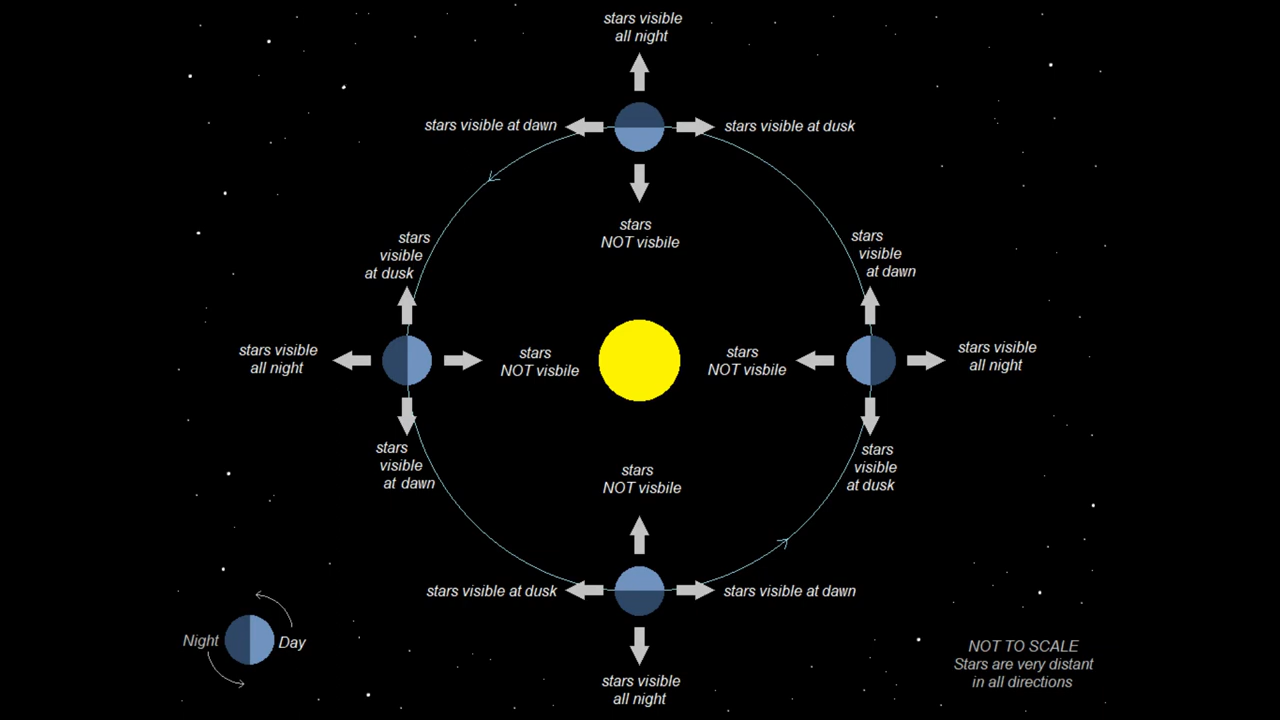 stars visible
all night
stars visible at dawn
stars visible at dusk
stars
NOT visbile
stars
visible
at dusk
stars
visible
at dawn
stars visible
all night
stars
NOT visbile
stars
NOT visbile
stars visible
all night
stars
visible
at dawn
stars
visible
at dusk
stars
NOT visbile
stars visible at dusk
stars visible at dawn
Night
Day
stars visible
all night
NOT TO SCALE
Stars are very distant
in all directions